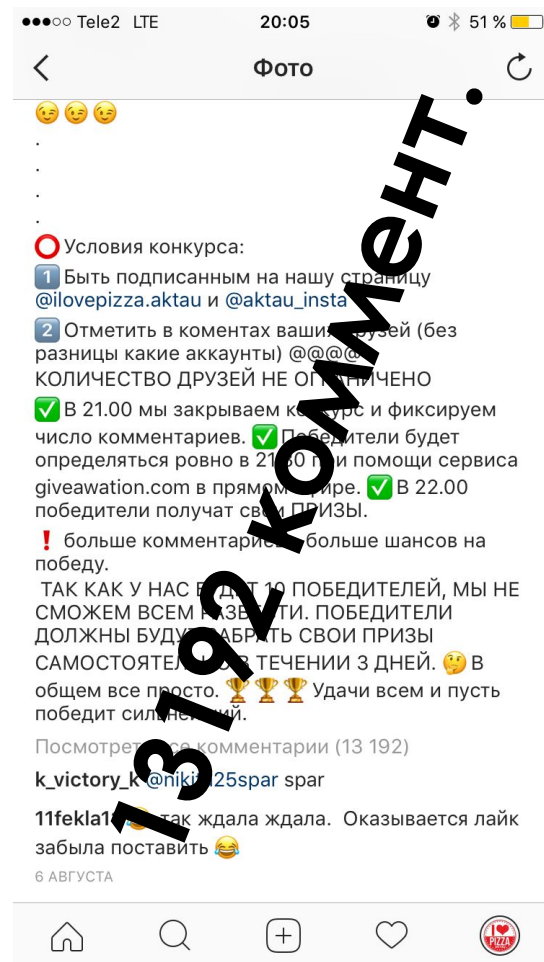 Tele2 LTE 20:05 51 %
Фото
Условия конкурса:
1 Быть подписанным на нашу страницу
@ilovepizza.aktau и @aktau_insta
2 Отметить в коментах ваших друзей (без
разницы какие аккаунты) @@@@
КОЛИЧЕСТВО ДРУЗЕЙ НЕ ОГРАНИЧЕНО
В 21.00 мы закрываем конкурс и фиксируем
число комментариев. Победители будет
определяться ровно в 21.30 при помощи сервиса
giveawation.com в прямом эфире. В 22.00
победители получат свои ПРИЗЫ.
больше комментариев больше шансов на
победу.
ТАК КАК У НАС БУДЕТ 10 ПОБЕДИТЕЛЕЙ, МЫ НЕ
СМОЖЕМ ВСЕМ РАЗВЕЗТИ. ПОБЕДИТЕЛИ
ДОЛЖНЫ БУДУТ ЗАБРАТЬ СВОИ ПРИЗЫ
САМОСТОЯТЕЛЬНО В ТЕЧЕНИИ 3 ДНЕЙ. В
общем все просто. Удачи всем и пусть
победит сильнейший.
Посмотреть все комментарии (13 192)
k_victory_k @nikita25spar spar
так ждала ждала. Оказывается лайк
забыла поставить
6 АВГУСТА
I PIZZA
13192 коммент.